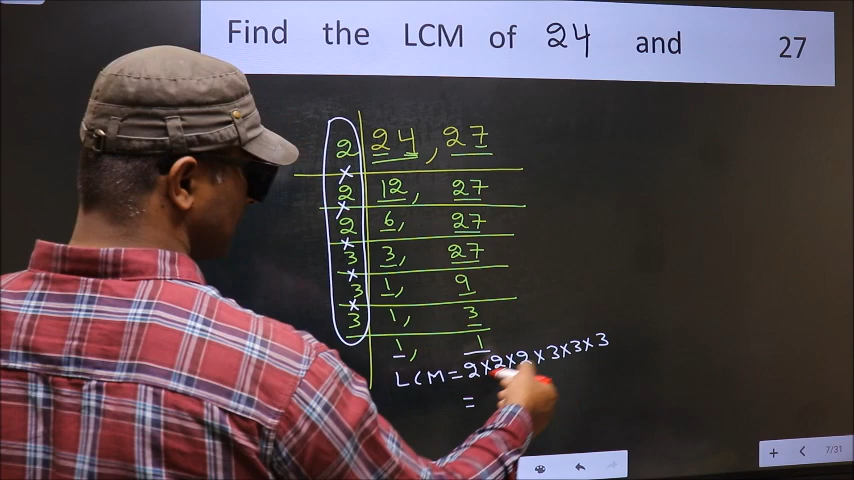 Find the LCM of 24 and 27
2 24, 27
×
2 12, 27
×
2 6, 27
×
3 3, 27
×
3 1, 9
×
3 1, 3
1, 1
LCM = 2×2×2×3×3×3
=
+ < 7/31